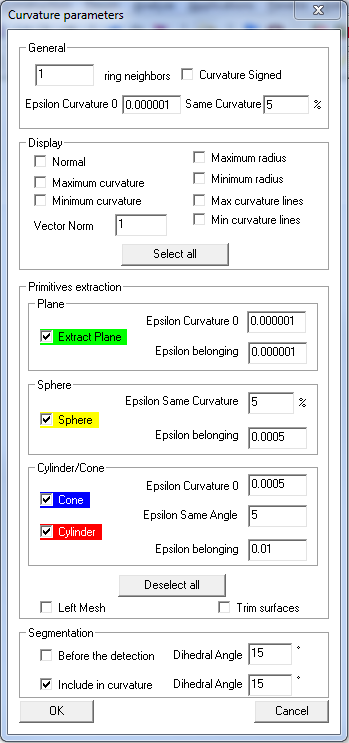 Curvature parameters
General
1 ring neighbors Curvature Signed
Epsilon Curvature 0 0.000001 Same Curvature 5 %
Display
Normal Maximum radius
Maximum curvature Minimum radius
Minimum curvature Max curvature lines
Vector Norm 1 Min curvature lines
Select all
Primitives extraction
Plane
Epsilon Curvature 0 0.000001
Extract Plane
Epsilon belonging 0.000001
Sphere
Epsilon Same Curvature 5 %
Sphere
Epsilon belonging 0.0005
Cylinder/Cone
Epsilon Curvature 0 0.0005
Cone
Epsilon Same Angle 5
Cylinder
Epsilon belonging 0.01
Deselect all
Left Mesh Trim surfaces
Segmentation
Before the detection Dihedral Angle 15 °
Include in curvature Dihedral Angle 15 °
OK Cancel